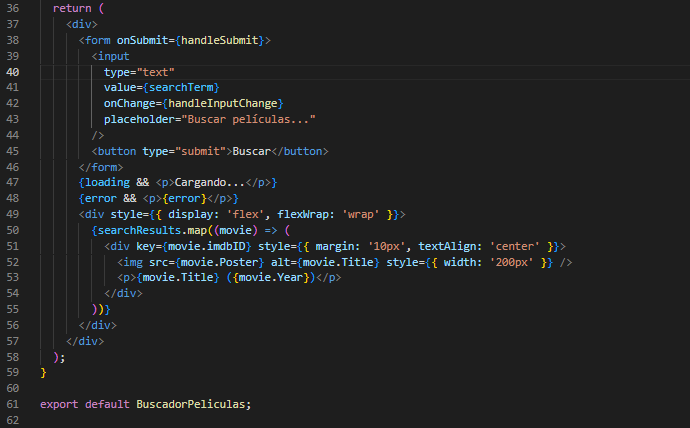 36 return (
37 <div>
38 <form onSubmit={handleSubmit}>
39 <input
40 type="text"
41 value={searchTerm}
42 onChange={handleInputChange}
43 placeholder="Buscar películas..."
44 />
45 <button type="submit">Buscar</button>
46 </form>
47 {loading && <p>Cargando...</p>}
48 {error && <p>{error}</p>}
49 <div style={{ display: 'flex', flexWrap: 'wrap' }}>
50 {searchResults.map((movie) => (
51 <div key={movie.imdbID} style={{ margin: '10px', textAlign: 'center' }}>
52 <img src={movie.Poster} alt={movie.Title} style={{ width: '200px' }} />
53 <p>{movie.Title} ({movie.Year})</p>
54 </div>
55 ))}
56 </div>
57 </div>
58 );
59 }
60
61 export default BuscadorPeliculas;
62